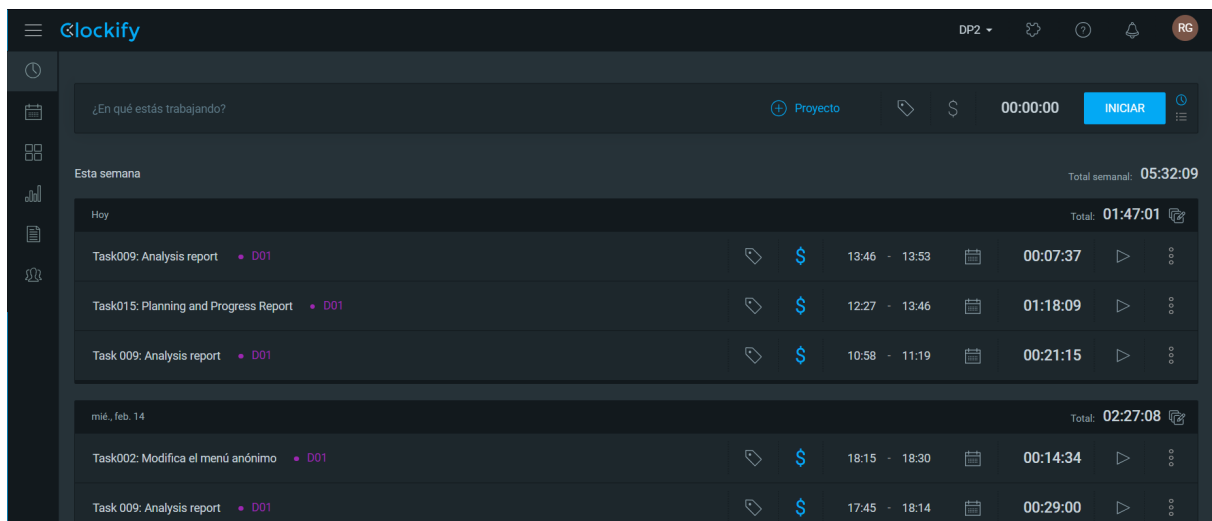 Clockify DP2 RG
¿En qué estás trabajando? Proyecto $ 00:00:00 INICIAR
Esta semana Total semanal: 05:32:09
Hoy Total: 01:47:01
Task009: Analysis report • D01 $ 13:46 - 13:53 00:07:37
Task015: Planning and Progress Report • D01 $ 12:27 - 13:46 01:18:09
Task 009: Analysis report • D01 $ 10:58 - 11:19 00:21:15
mié., feb. 14 Total: 02:27:08
Task002: Modifica el menú anónimo • D01 $ 18:15 - 18:30 00:14:34
Task 009: Analysis report • D01 $ 17:45 - 18:14 00:29:00